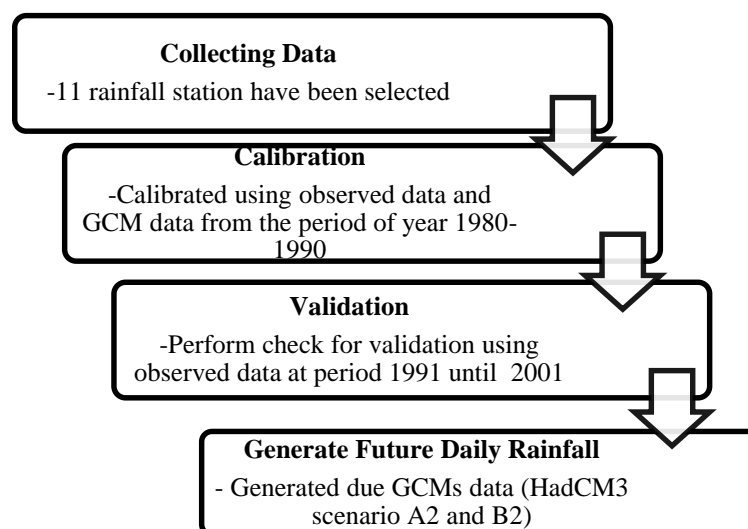 Collecting Data
-11 rainfall station have been selected
Calibration
-Calibrated using observed data and
GCM data from the period of year 1980-
1990
Validation
-Perform check for validation using
observed data at period 1991 until 2001
Generate Future Daily Rainfall
- Generated due GCMs data (HadCM3
scenario A2 and B2)